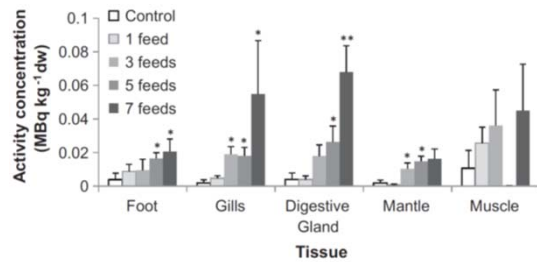 Activity concentration
(MBq kg⁻¹dw)
0.1
0.08
0.06
0.04
0.02
0
Control
1 feed
3 feeds
5 feeds
7 feeds
* *
* * *
* **
* *
Foot Gills Digestive Gland Mantle Muscle
Tissue